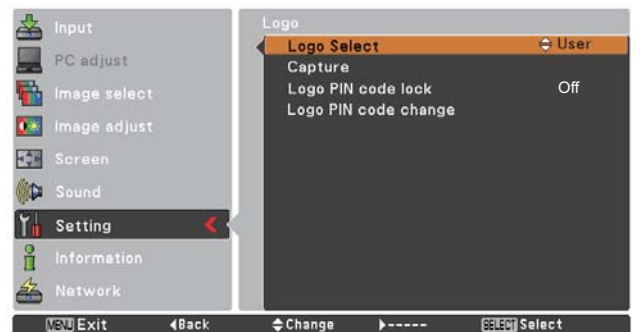 Input
PC adjust
Image select
Image adjust
Screen
Sound
Setting
Information
Network
Logo
Logo Select User
Capture
Logo PIN code lock Off
Logo PIN code change
MENU Exit Back Change ----- SELECT Select